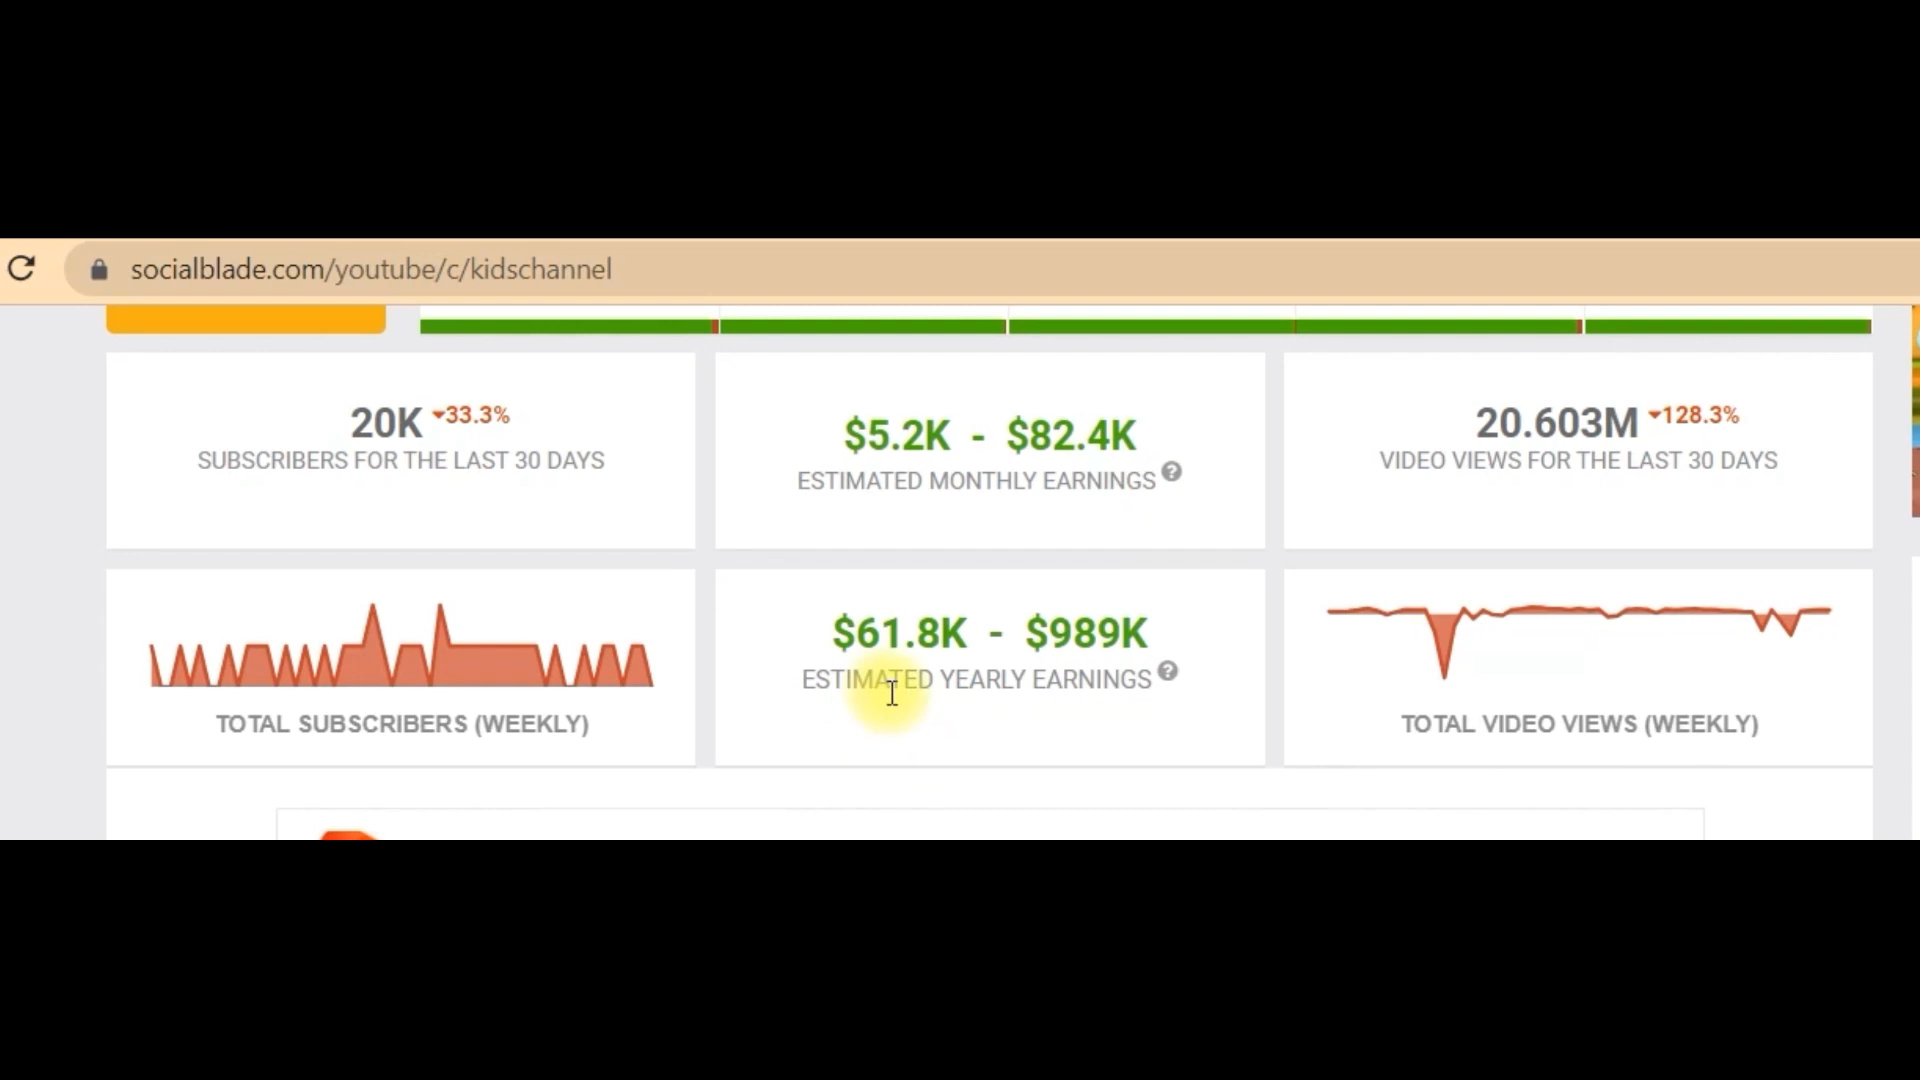 socialblade.com/youtube/c/kidschannel
20K 33.3%
SUBSCRIBERS FOR THE LAST 30 DAYS
$5.2K - $82.4K
ESTIMATED MONTHLY EARNINGS ?
20.603M 128.3%
VIDEO VIEWS FOR THE LAST 30 DAYS
TOTAL SUBSCRIBERS (WEEKLY)
$61.8K - $989K
ESTIMATED YEARLY EARNINGS ?
TOTAL VIDEO VIEWS (WEEKLY)